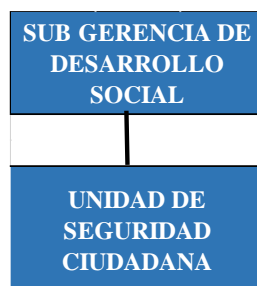 SUB GERENCIA DE
DESARROLLO
SOCIAL
UNIDAD DE
SEGURIDAD
CIUDADANA